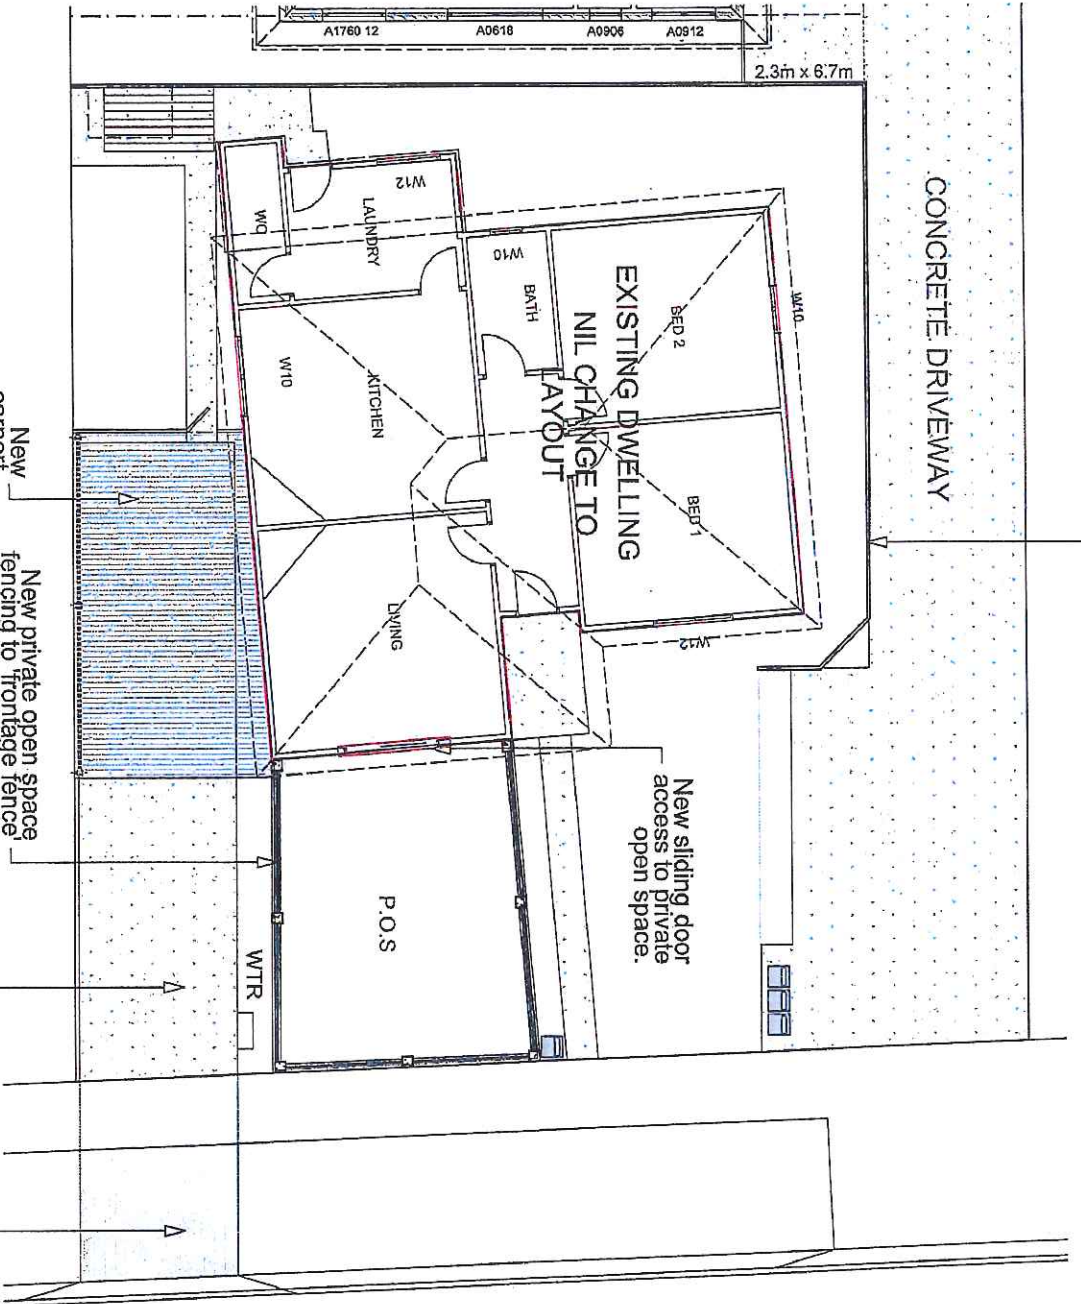 A1760 12
A0618
A0906
A0912
2.3m x 6.7m
CONCRETE DRIVEWAY
W12
LAUNDRY
WC
W10
BATH
BED 2
W10
EXISTING DWELLING
NIL CHANGE TO
LAYOUT
KITCHEN
W10
BED 1
W12
LIVING
New sliding door
access to private
open space.
P.O.S
WTR
New
carport
New private open space
fencing to 'frontage fence'